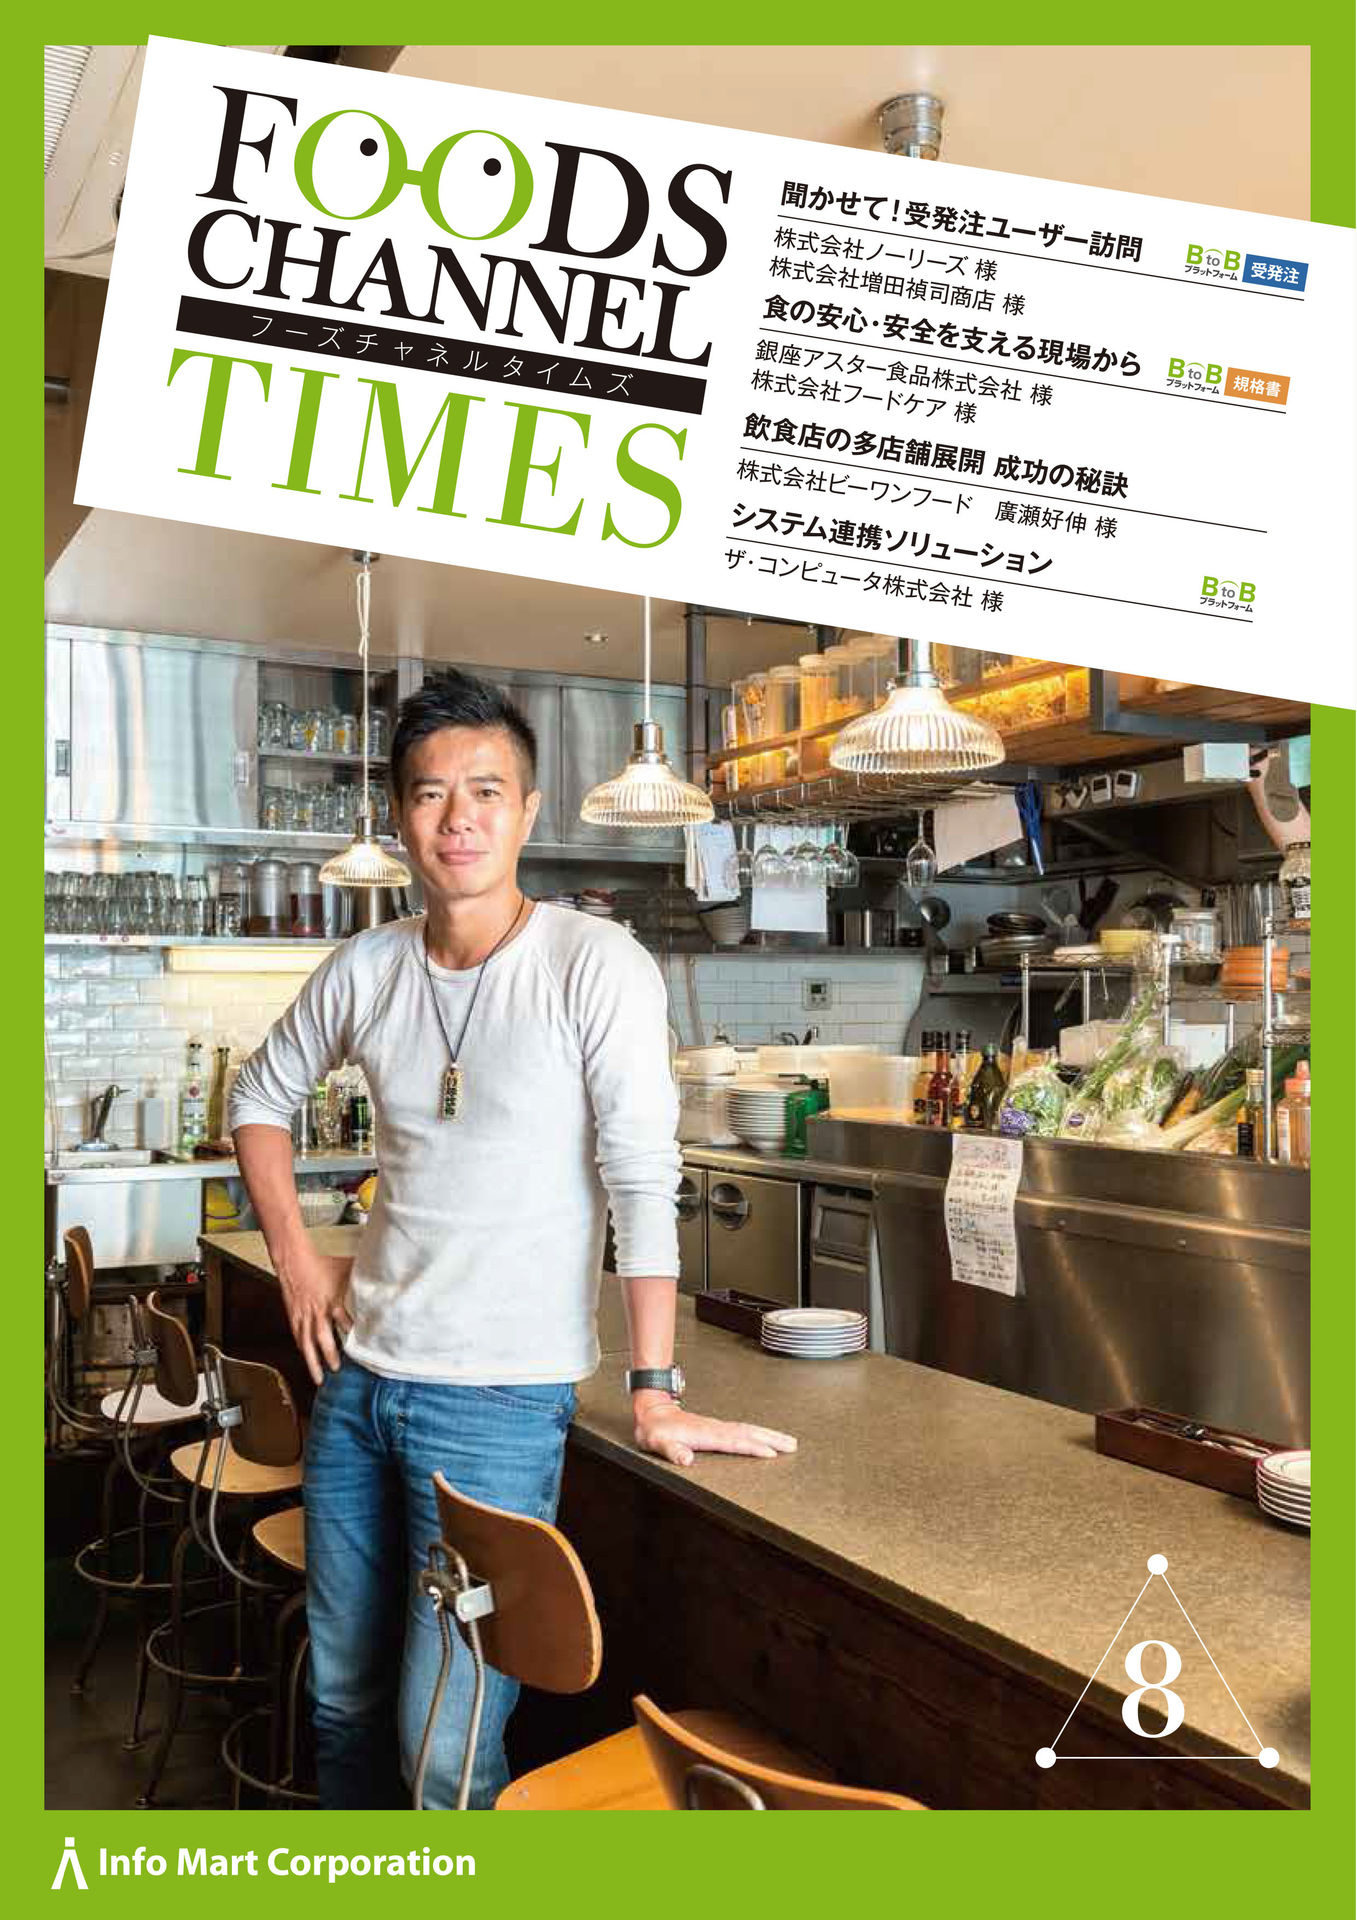 FOODS
CHANNEL
フーズチャネルタイムズ
TIMES
聞かせて！受発注ユーザー訪問
BtoB
プラットフォーム 受発注
株式会社ノーリーズ 様
株式会社増田禎司商店 様
食の安心・安全を支える現場から
BtoB
プラットフォーム 規格書
銀座アスター食品株式会社 様
株式会社フードケア 様
飲食店の多店舗展開 成功の秘訣
株式会社ビーワンフード 廣瀬好伸 様
システム連携ソリューション
BtoB
プラットフォーム
ザ・コンピュータ株式会社 様
8
Info Mart Corporation